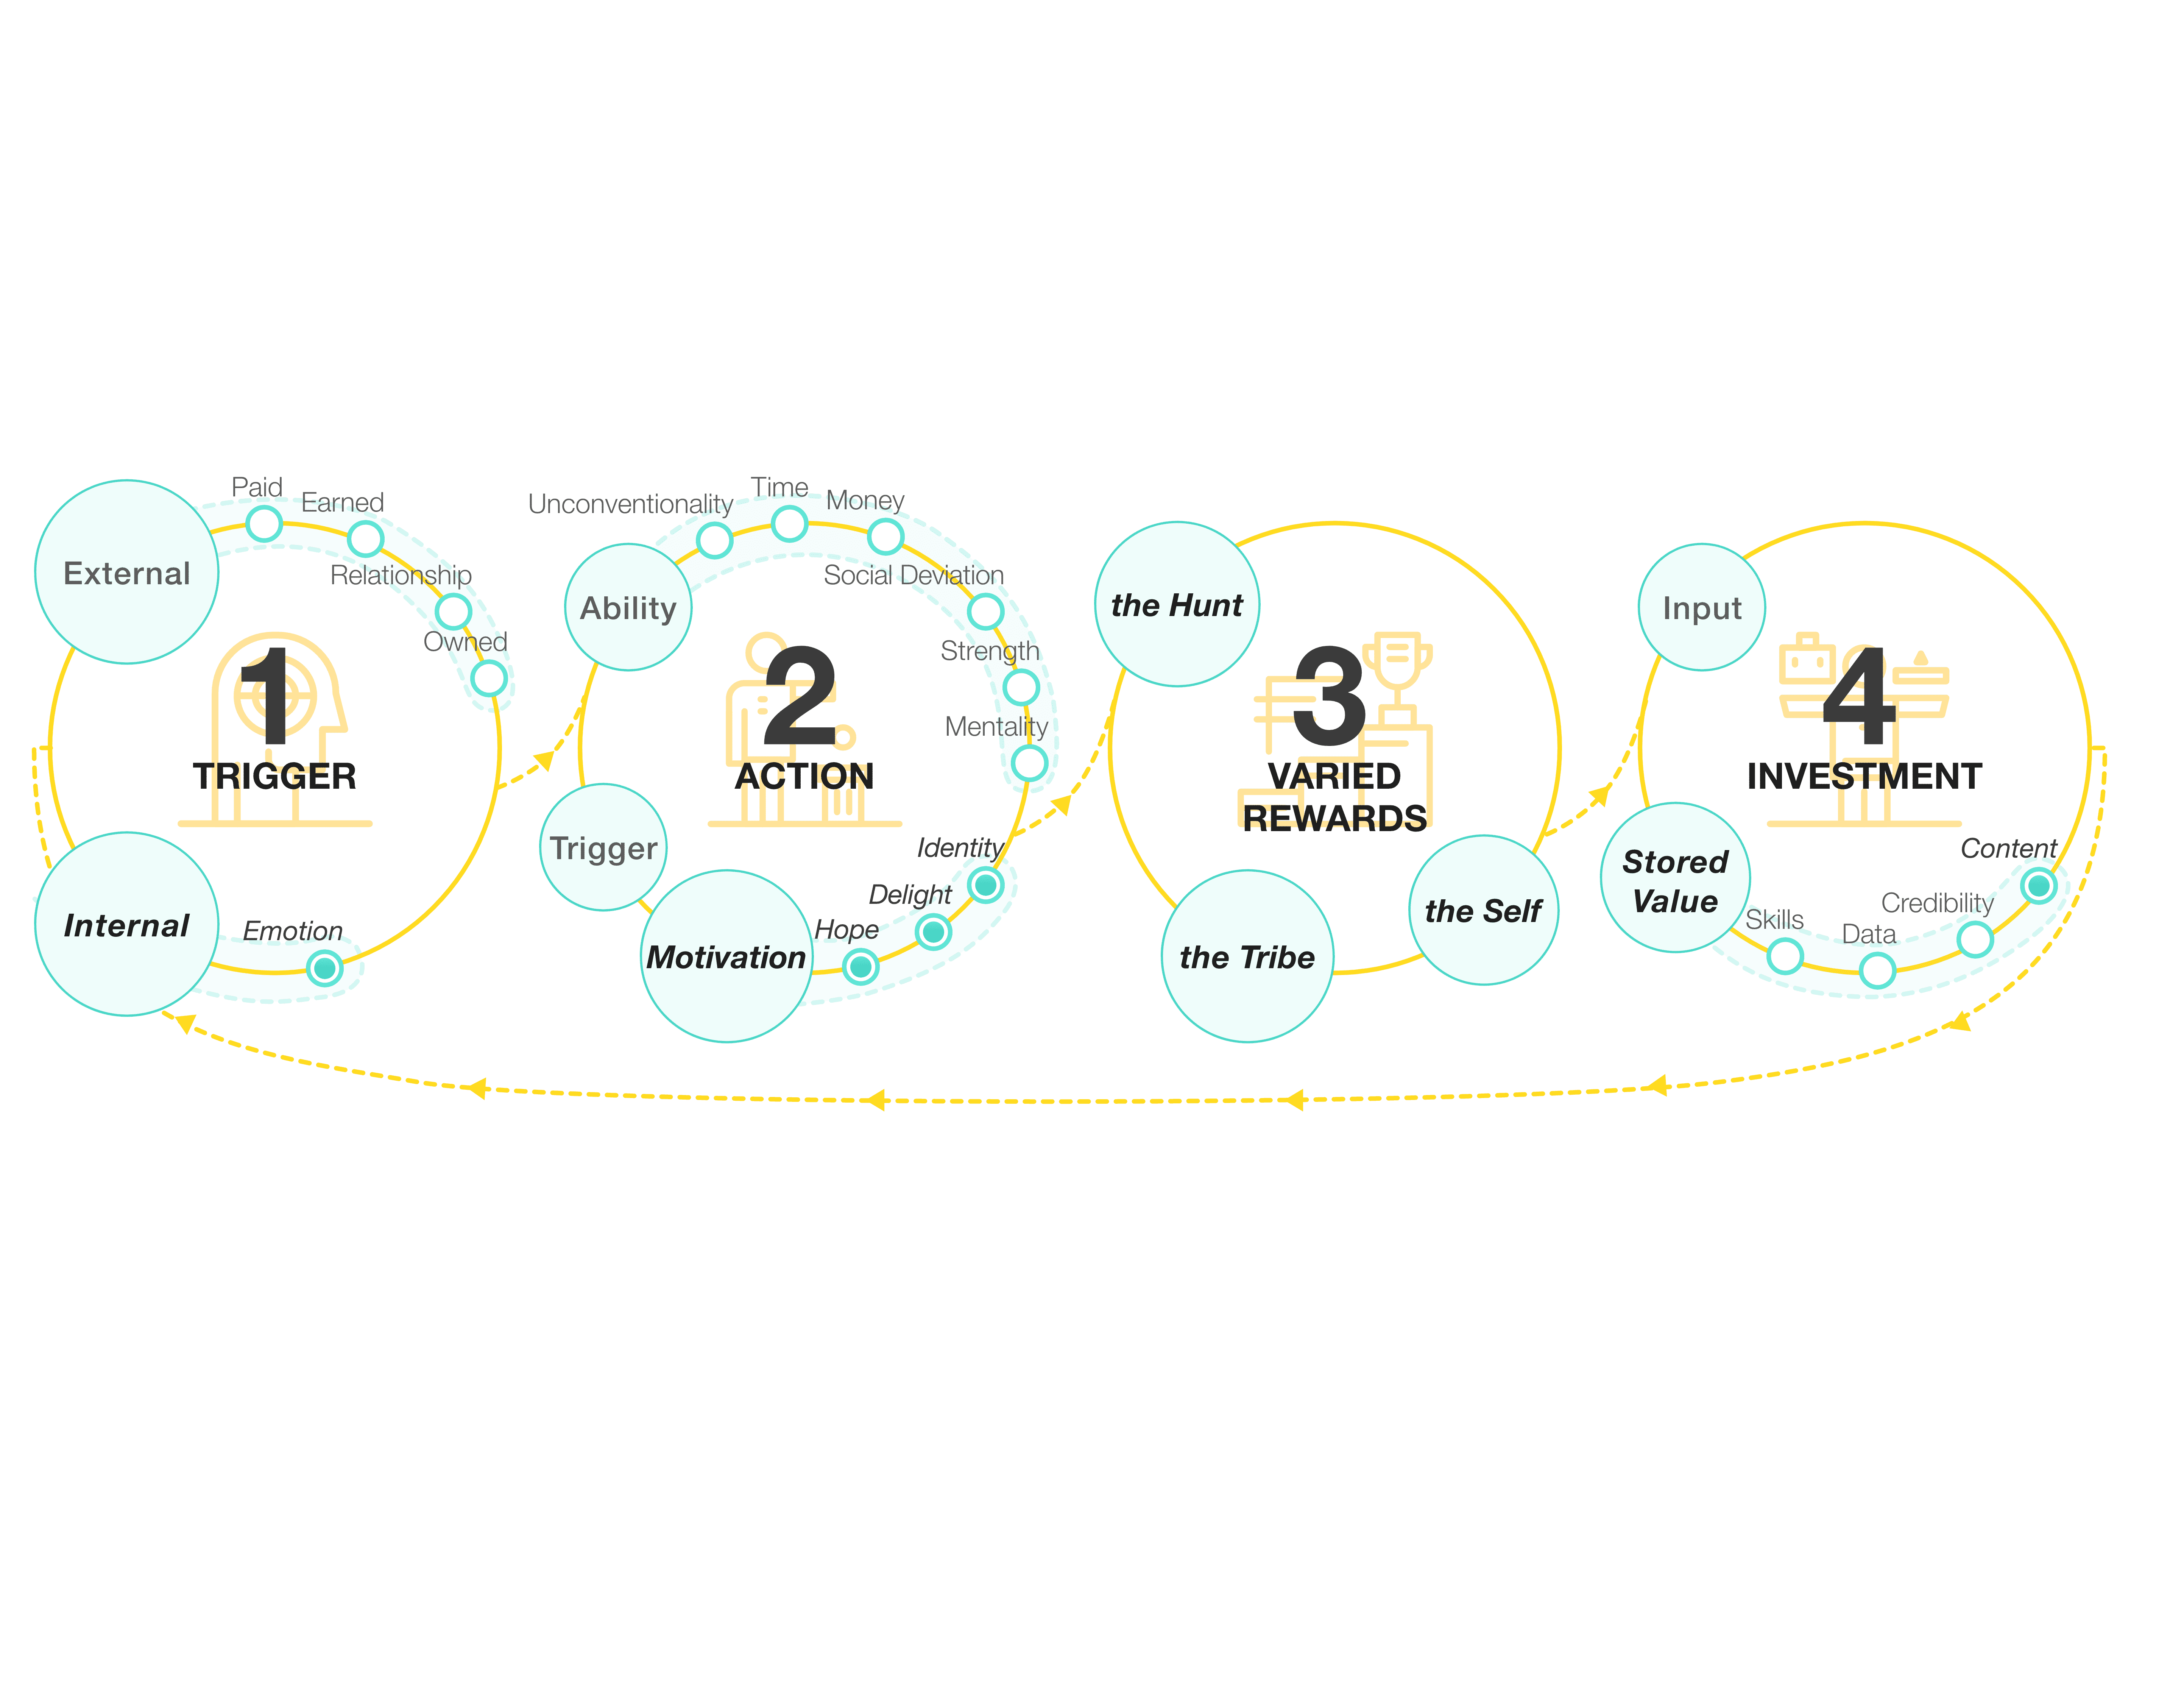 External
Paid
Earned
Relationship
Owned
1
TRIGGER
Internal
Emotion
Ability
Unconventionality
Time
Money
Social Deviation
Strength
Mentality
2
ACTION
Trigger
Motivation
Hope
Delight
Identity
the Hunt
3
VARIED
REWARDS
the Tribe
the Self
Input
4
INVESTMENT
Stored
Value
Skills
Data
Credibility
Content